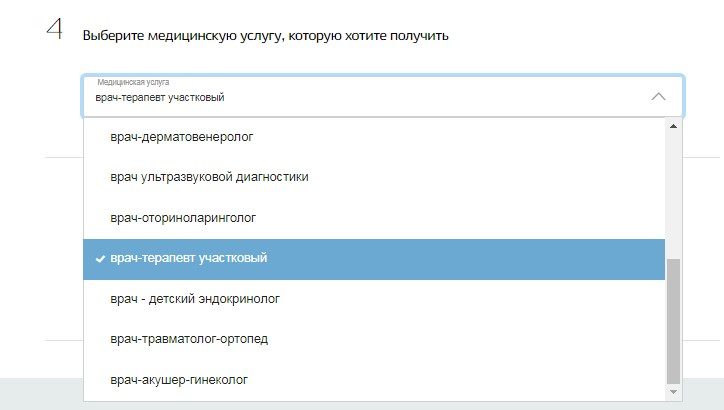 4
Выберите медицинскую услугу, которую хотите получить
Медицинская услуга
врач-терапевт участковый
врач-дерматовенеролог
врач ультразвуковой диагностики
врач-оториноларинголог
врач-терапевт участковый
врач - детский эндокринолог
врач-травматолог-ортопед
врач-акушер-гинеколог